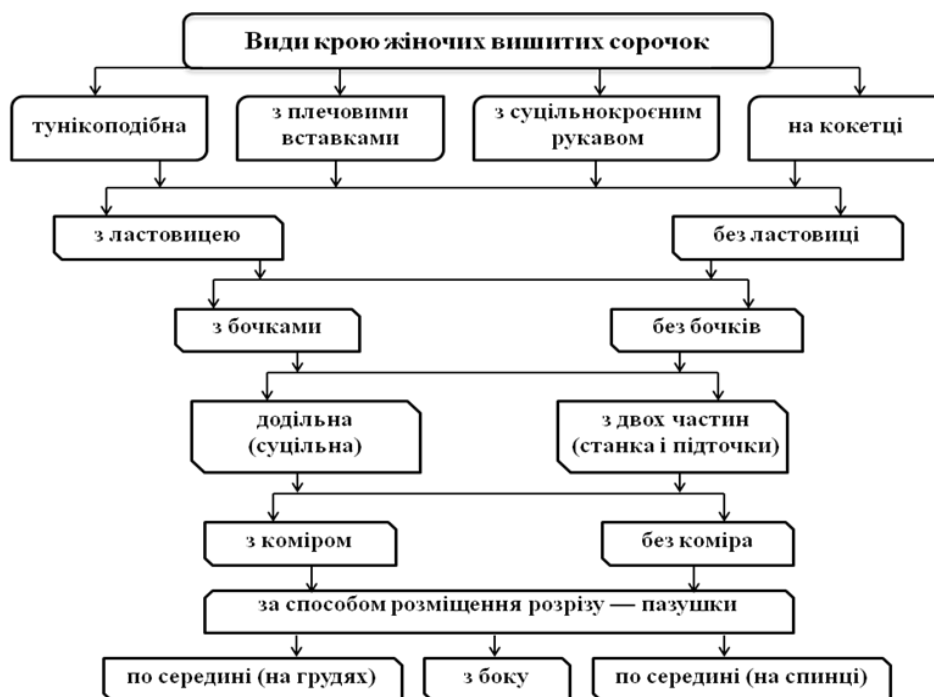 Види крою жіночих вишитих сорочок
тунікоподібна
з плечовими
вставками
з суцільнокроєним
рукавом
на кокетці
з ластовицею
без ластовиці
з бочками
без бочків
додільна
(суцільна)
з двох частин
(станка і підточки)
з коміром
без коміра
за способом розміщення розрізу — пазушки
по середині (на грудях)
з боку
по середині (на спинці)